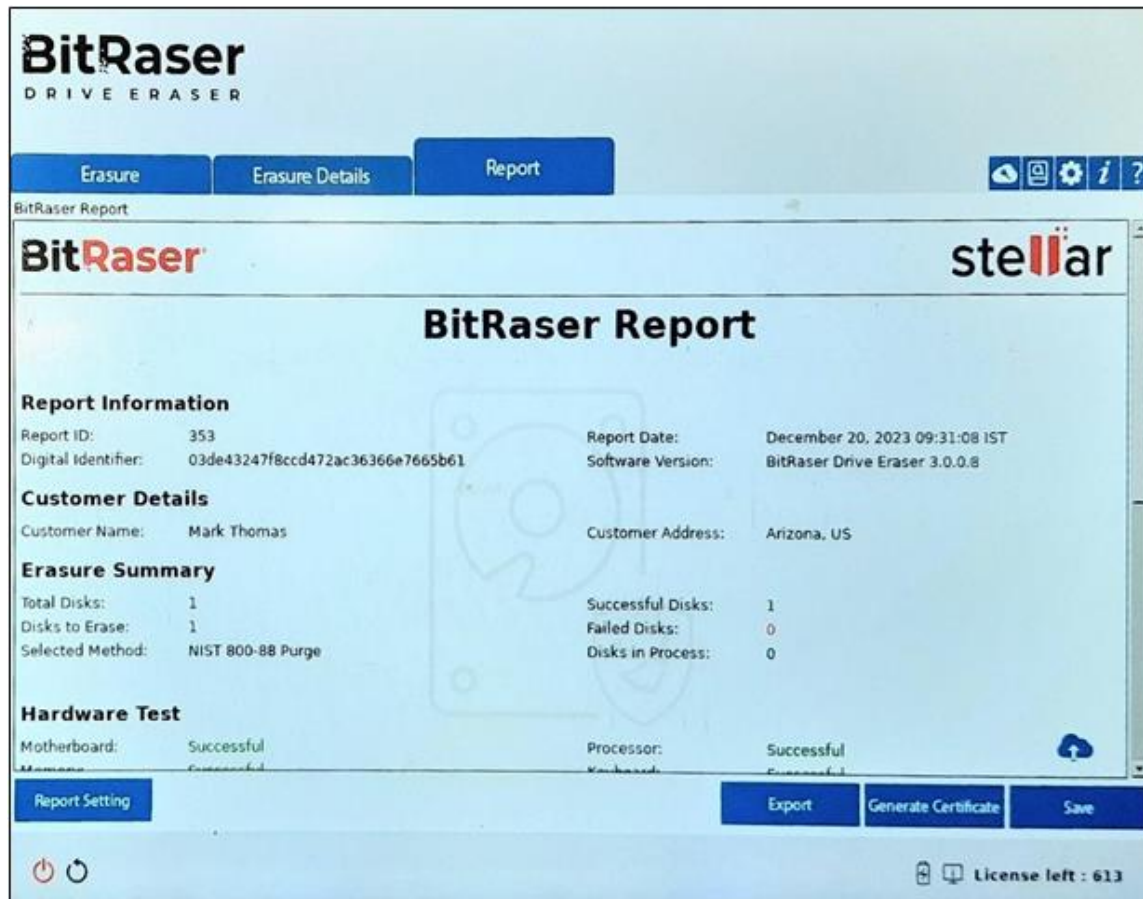 BitRaser
DRIVE ERASER
Erasure Erasure Details Report i ?
BitRaser Report
BitRaser stellar
BitRaser Report
Report Information
Report ID: 353 Report Date: December 20, 2023 09:31:08 IST
Digital Identifier: 03de43247f8ccd472ac36366e7665b61 Software Version: BitRaser Drive Eraser 3.0.0.8
Customer Details
Customer Name: Mark Thomas Customer Address: Arizona, US
Erasure Summary
Total Disks: 1 Successful Disks: 1
Disks to Erase: 1 Failed Disks: 0
Selected Method: NIST 800-88 Purge Disks in Process: 0
Hardware Test
Motherboard: Successful Processor: Successful
Report Setting Export Generate Certificate Save
License left : 613